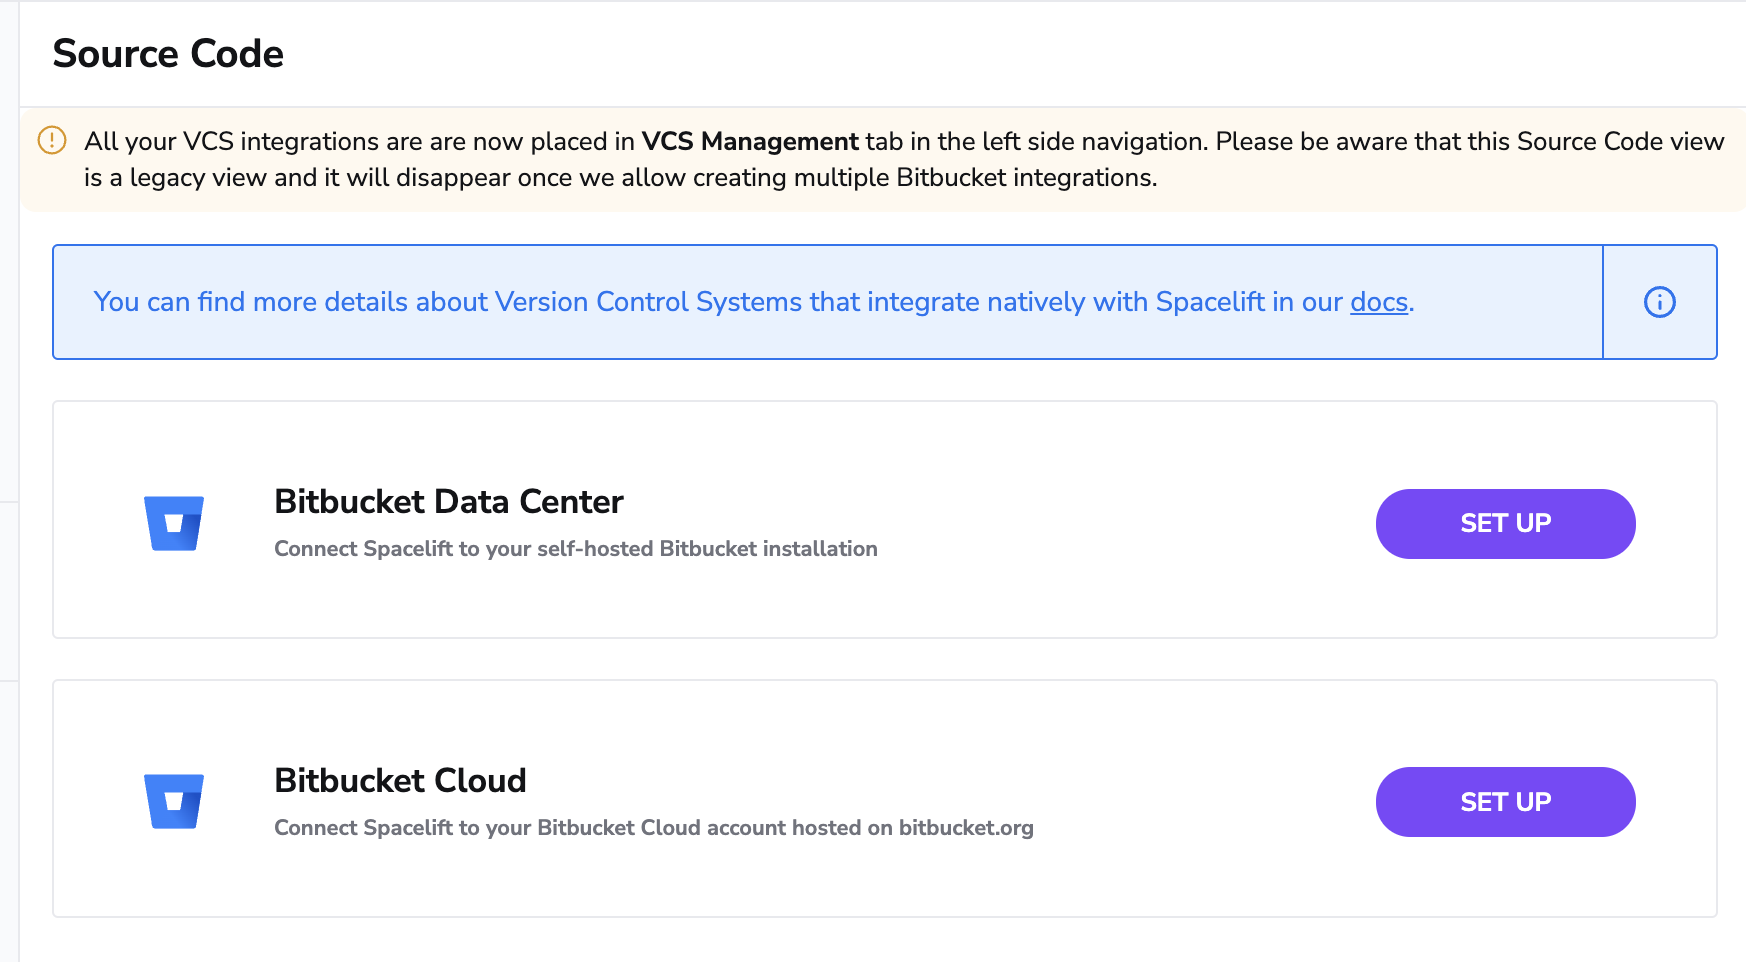 Source Code
All your VCS integrations are are now placed in VCS Management tab in the left side navigation. Please be aware that this Source Code view
is a legacy view and it will disappear once we allow creating multiple Bitbucket integrations.
You can find more details about Version Control Systems that integrate natively with Spacelift in our docs.
Bitbucket Data Center
Connect Spacelift to your self-hosted Bitbucket installation
SET UP
Bitbucket Cloud
Connect Spacelift to your Bitbucket Cloud account hosted on bitbucket.org
SET UP